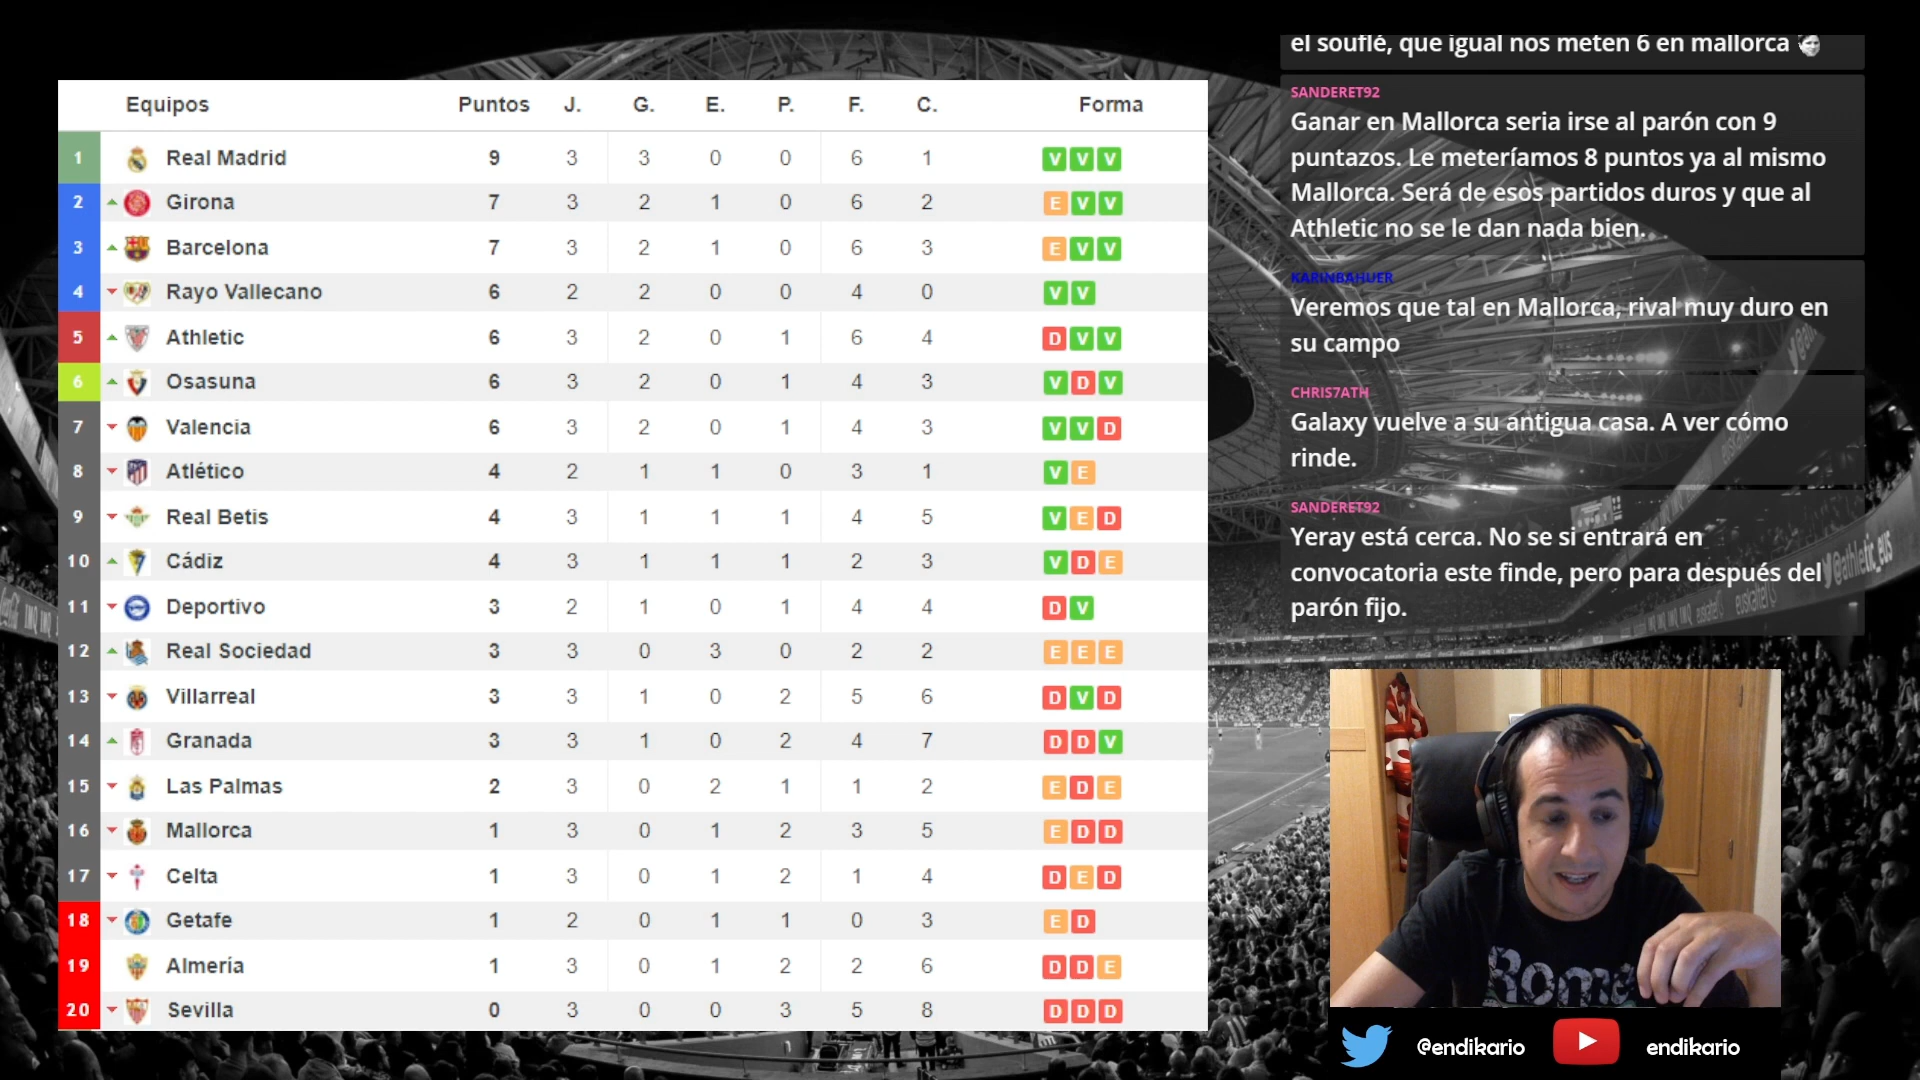 Equipos Puntos J. G. E. P. F. C. Forma
1 Real Madrid 9 3 3 0 0 6 1 V V V
2 Girona 7 3 2 1 0 6 2 E V V
3 Barcelona 7 3 2 1 0 6 3 E V V
4 Rayo Vallecano 6 2 2 0 0 4 0 V V
5 Athletic 6 3 2 0 1 6 4 D V V
6 Osasuna 6 3 2 0 1 4 3 V D V
7 Valencia 6 3 2 0 1 4 3 V V D
8 Atlético 4 2 1 1 0 3 1 V E
9 Real Betis 4 3 1 1 1 4 5 V E D
10 Cádiz 4 3 1 1 1 2 3 V D E
11 Deportivo 3 2 1 0 1 4 4 D V
12 Real Sociedad 3 3 0 3 0 2 2 E E E
13 Villarreal 3 3 1 0 2 5 6 D V D
14 Granada 3 3 1 0 2 4 7 D D V
15 Las Palmas 2 3 0 2 1 1 2 E D E
16 Mallorca 1 3 0 1 2 3 5 E D D
17 Celta 1 3 0 1 2 1 4 D E D
18 Getafe 1 2 0 1 1 0 3 E D
19 Almería 1 3 0 1 2 2 6 D D E
20 Sevilla 0 3 0 0 3 5 8 D D D
el souflé, que igual nos meten 6 en mallorca
SANDERET92
Ganar en Mallorca seria irse al parón con 9
puntazos. Le meteríamos 8 puntos ya al mismo
Mallorca. Será de esos partidos duros y que al
Athletic no se le dan nada bien.
KARINBAHUER
Veremos que tal en Mallorca, rival muy duro en
su campo
CHRIS7ATH
Galaxy vuelve a su antigua casa. A ver cómo
rinde.
SANDERET92
Yeray está cerca. No se si entrará en
convocatoria este finde, pero para después del
parón fijo.
@athletic_eus
euskaltel
Rome
@endikario
endikario